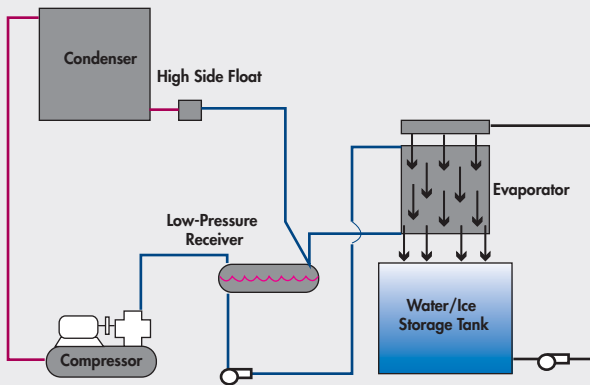 Condenser
High Side Float
Evaporator
Low-Pressure
Receiver
Water/Ice
Storage Tank
Compressor